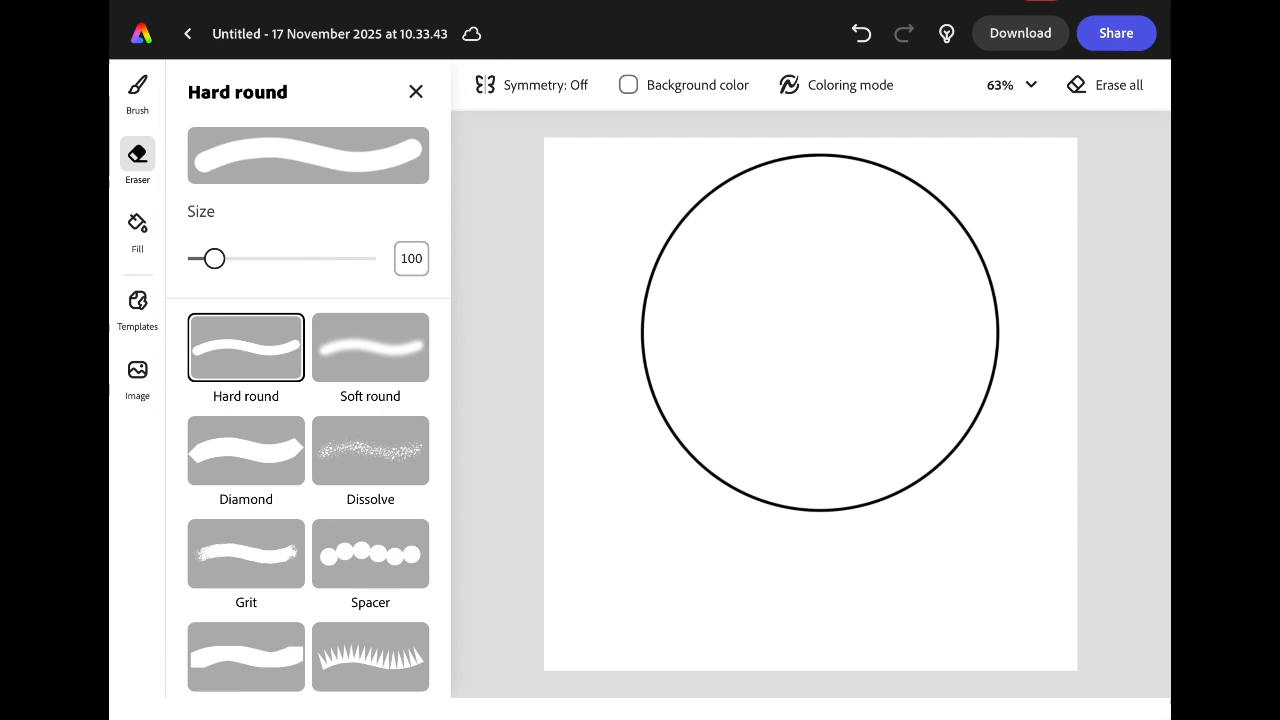 Untitled - 17 November 2025 at 10.33.43
Download
Share
Brush
Eraser
Fill
Templates
Image
Hard round
Size
100
Hard round
Soft round
Diamond
Dissolve
Grit
Spacer
Symmetry: Off
Background color
Coloring mode
63%
Erase all